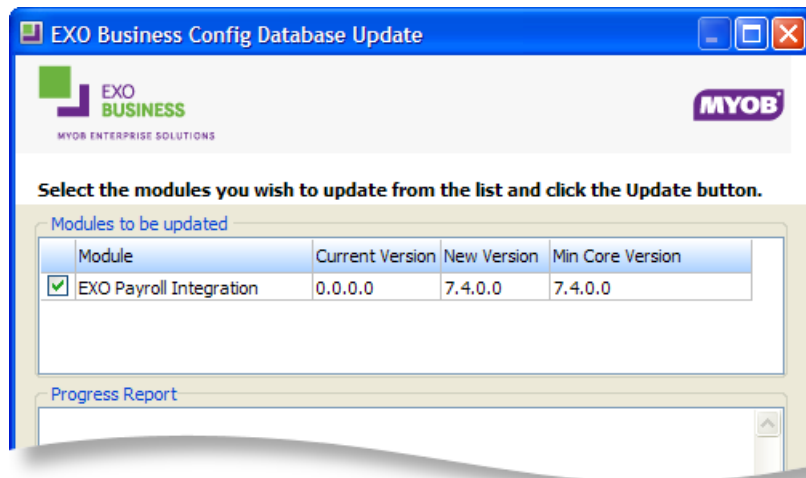 EXO Business Config Database Update
EXO
BUSINESS
MYOB ENTERPRISE SOLUTIONS
MYOB
Select the modules you wish to update from the list and click the Update button.
Modules to be updated
Module Current Version New Version Min Core Version
EXO Payroll Integration 0.0.0.0 7.4.0.0 7.4.0.0
Progress Report